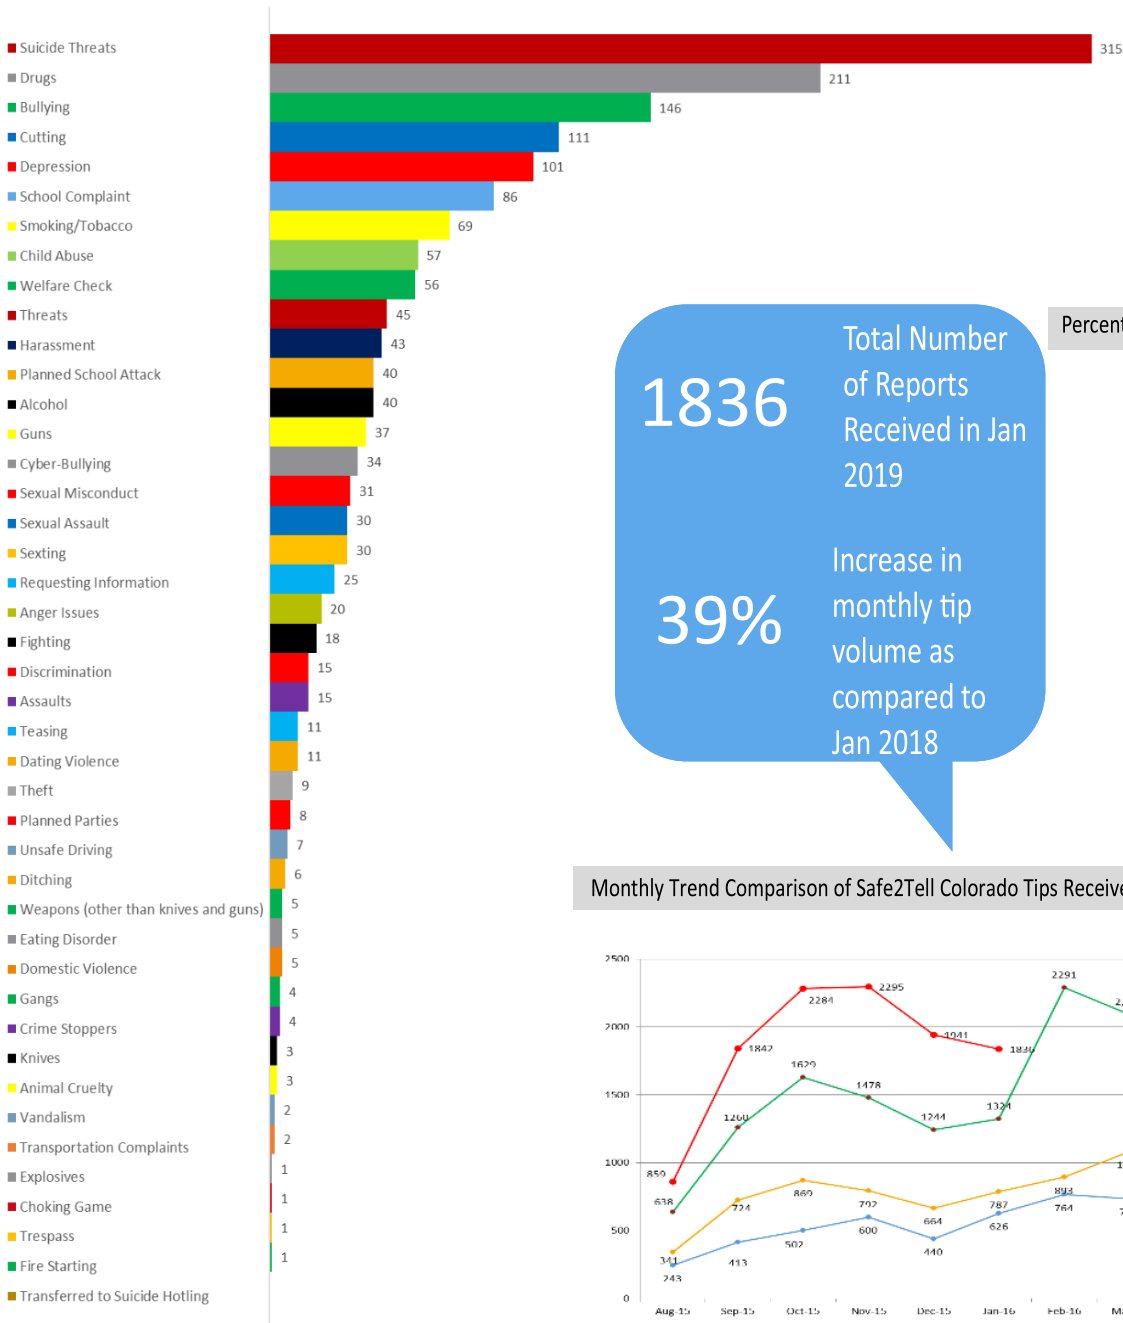 Suicide Threats 315
Drugs 211
Bullying 146
Cutting 111
Depression 101
School Complaint 86
Smoking/Tobacco 69
Child Abuse 57
Welfare Check 56
Threats 45
Harassment 43
Planned School Attack 40
Alcohol 40
Guns 37
Cyber-Bullying 34
Sexual Misconduct 31
Sexual Assault 30
Sexting 30
Requesting Information 25
Anger Issues 20
Fighting 18
Discrimination 15
Assaults 15
Teasing 11
Dating Violence 11
Theft 9
Planned Parties 8
Unsafe Driving 7
Ditching 6
Weapons (other than knives and guns) 5
Eating Disorder 5
Domestic Violence 5
Gangs 4
Crime Stoppers 4
Knives 3
Animal Cruelty 3
Vandalism 2
Transportation Complaints 2
Explosives 1
Choking Game 1
Trespass 1
Fire Starting 1
Transferred to Suicide Hotling
Percent
1836
Total Number
of Reports
Received in Jan
2019
39%
Increase in
monthly tip
volume as
compared to
Jan 2018
Monthly Trend Comparison of Safe2Tell Colorado Tips Receive
2500
2000
1500
1000
500
0
859 1842 2284 2295 1941 1836
638 1260 1629 1478 1244 1324 2291
341 724 869 792 664 787 893
243 413 502 600 440 626 764
Aug-15 Sep-15 Oct-15 Nov-15 Dec-15 Jan-16 Feb-16